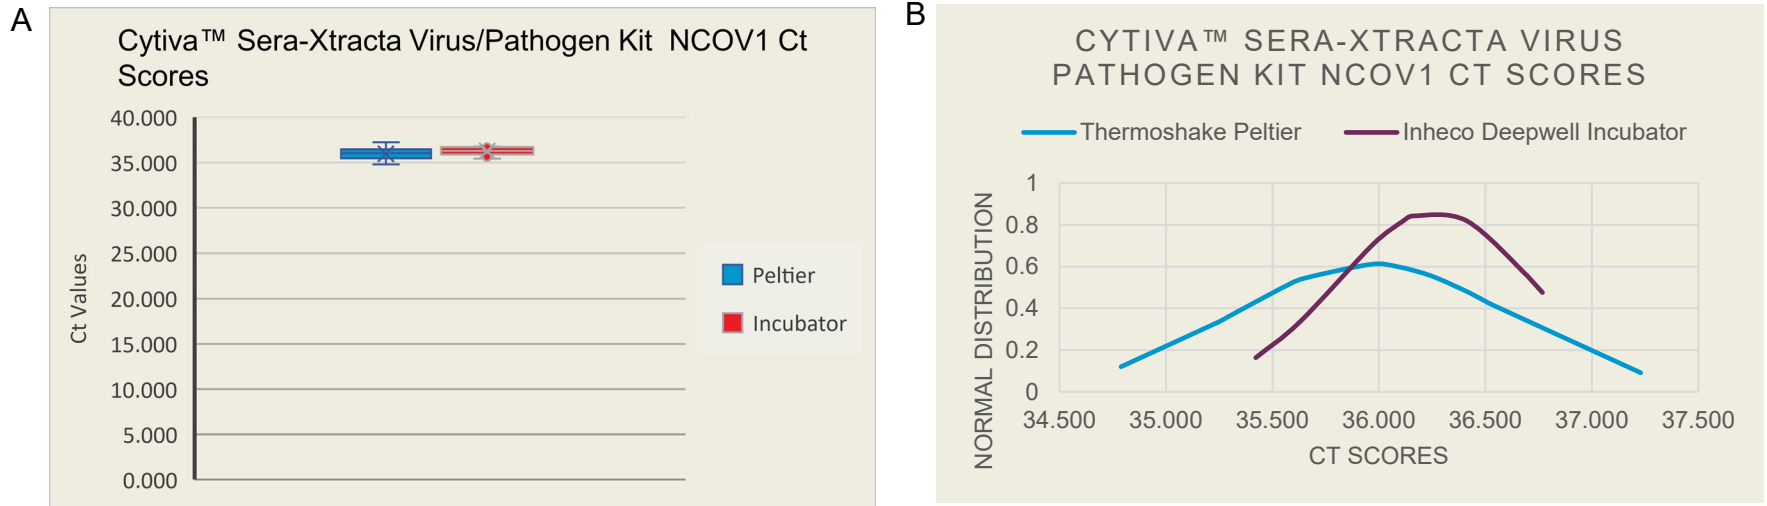 A
Cytiva™ Sera-Xtracta Virus/Pathogen Kit NCOV1 Ct
Scores
40.000
35.000
30.000
25.000
20.000
15.000
10.000
5.000
0.000
Ct Values
Peltier
Incubator
B
CYTIVA™ SERA-XTRACTA VIRUS
PATHOGEN KIT NCOV1 CT SCORES
Thermoshake Peltier
Inheco Deepwell Incubator
NORMAL DISTRIBUTION
1
0.8
0.6
0.4
0.2
0
34.500 35.000 35.500 36.000 36.500 37.000 37.500
CT SCORES